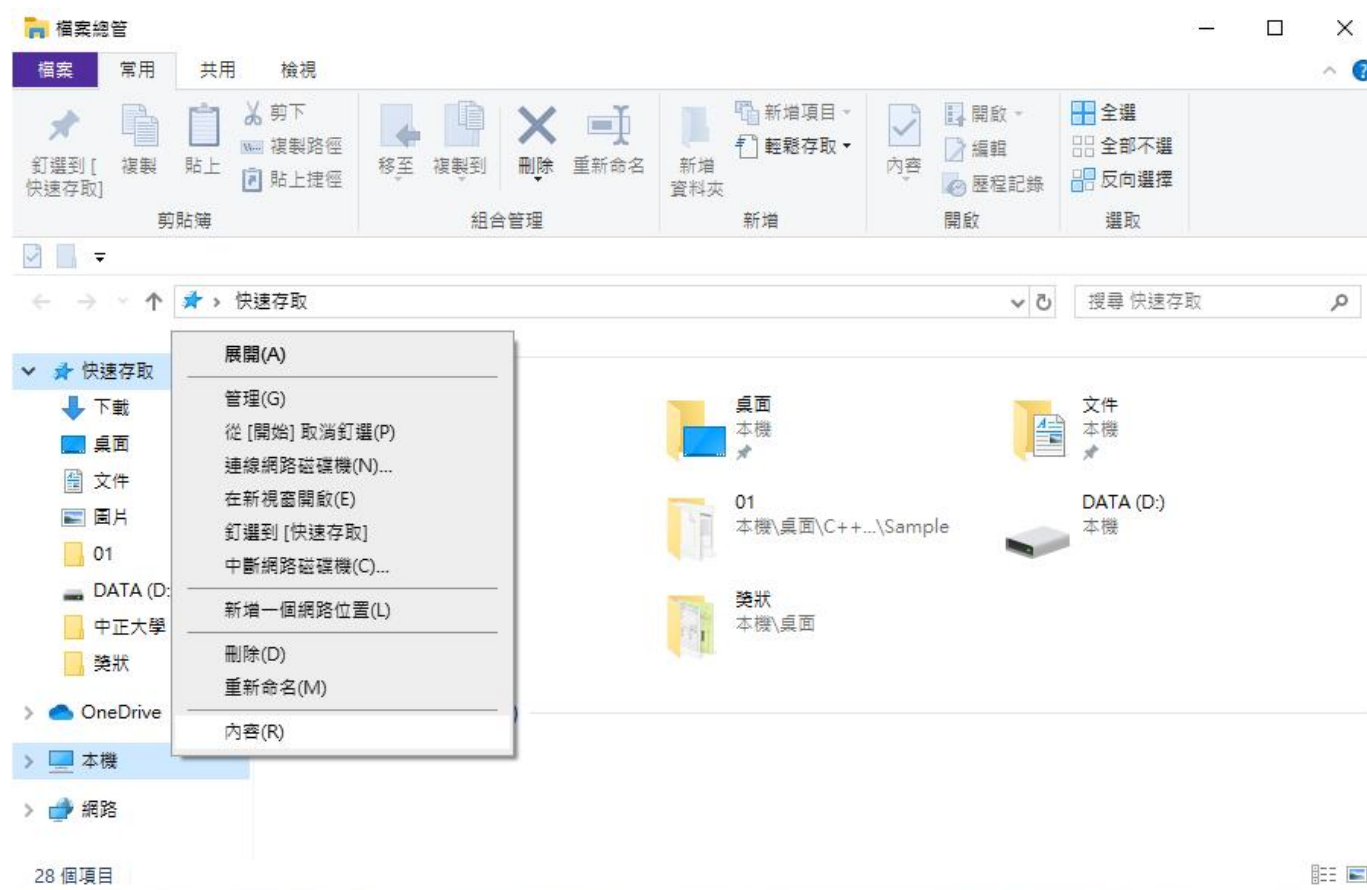 檔案總管
檔案 常用 共用 檢視
釘選到 [快速存取]
複製
貼上
剪下
複製路徑
貼上捷徑
剪貼簿
移至
複製到
刪除
重新命名
組合管理
新增資料夾
新增項目
輕鬆存取
新增
內容
開啟
編輯
歷程記錄
開啟
全選
全部不選
反向選擇
選取
快速存取
搜尋 快速存取
快速存取
下載
桌面
文件
圖片
01
DATA (D:
中正大學
獎狀
OneDrive
本機
網路
展開(A)
管理(G)
從 [開始] 取消釘選(P)
連線網路磁碟機(N)...
在新視窗開啟(E)
釘選到 [快速存取]
中斷網路磁碟機(C)...
新增一個網路位置(L)
刪除(D)
重新命名(M)
內容(R)
桌面
本機
文件
本機
01
本機\桌面\C++...\Sample
DATA (D:)
本機
獎狀
本機\桌面
28 個項目